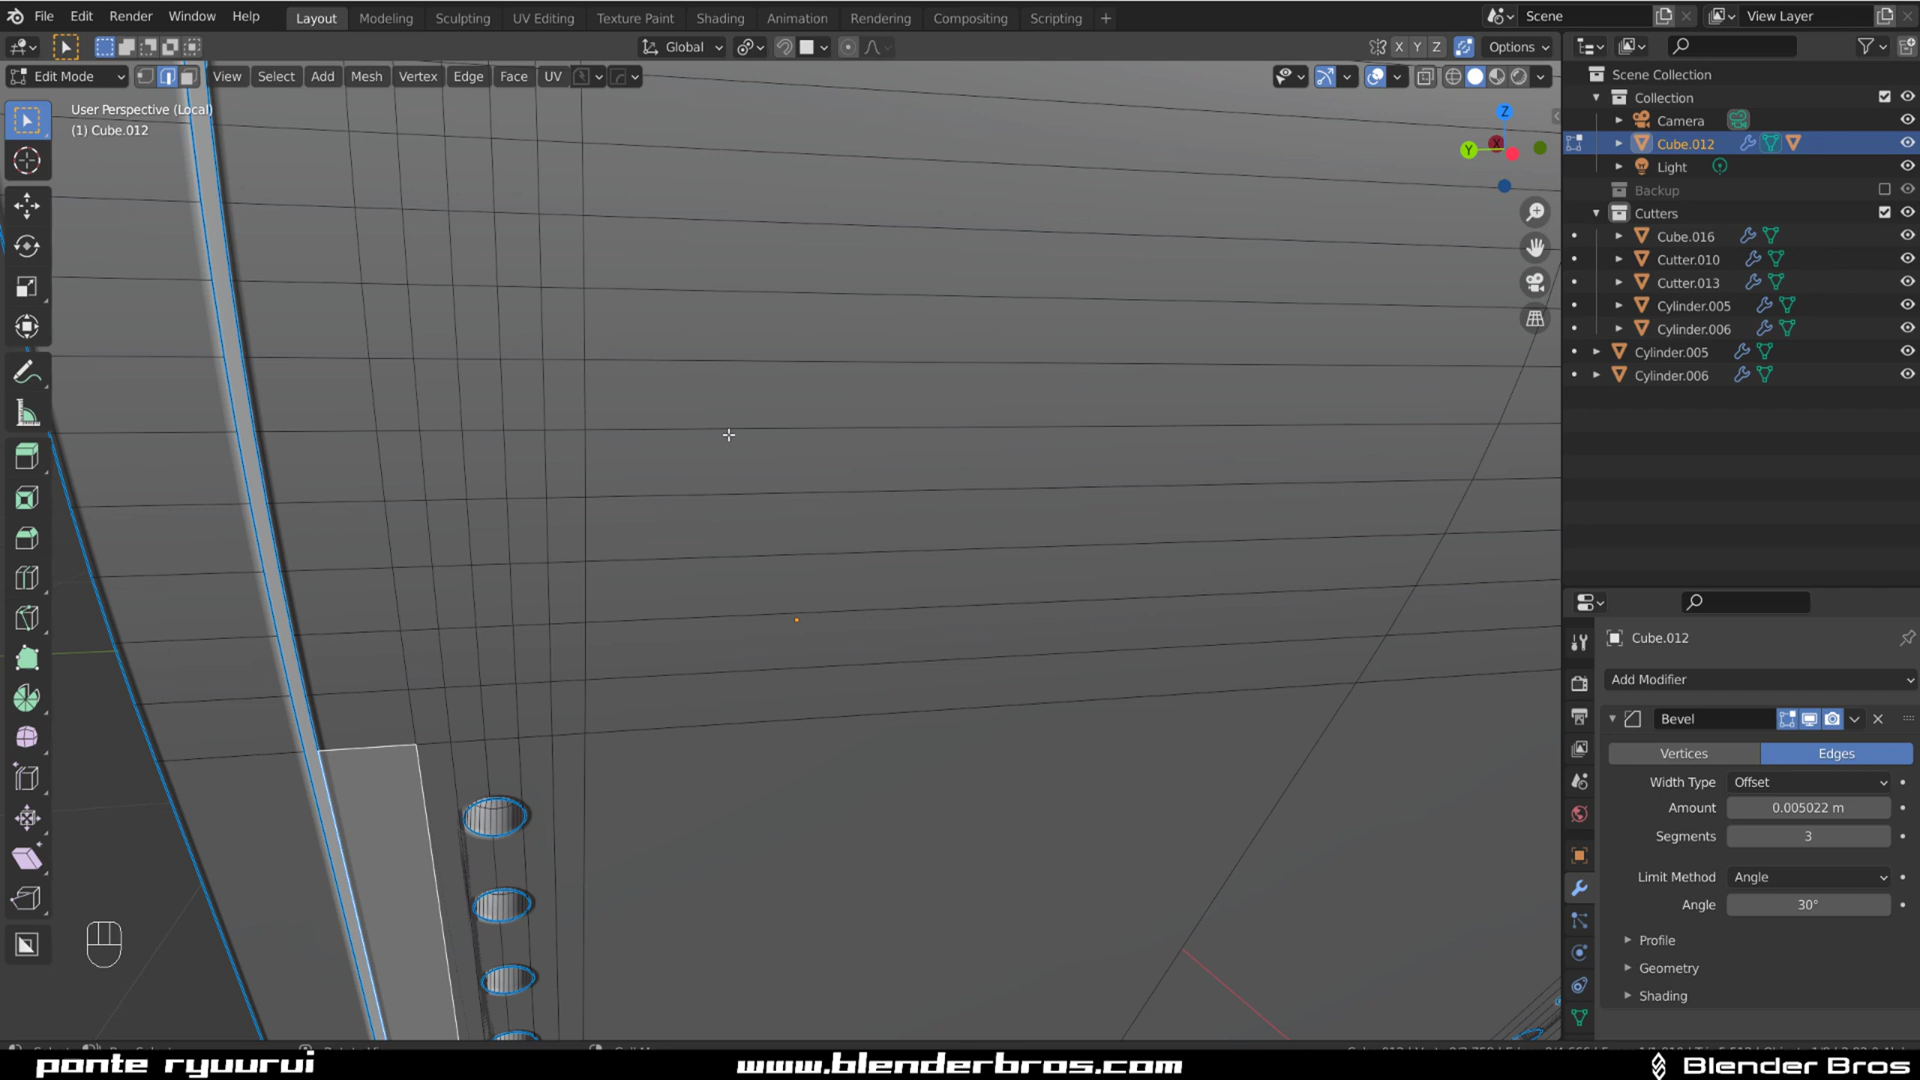 File Edit Render Window Help Layout Modeling Sculpting UV Editing Texture Paint Shading Animation Rendering Compositing Scripting + Scene View Layer
Global X Y Z Options
Edit Mode View Select Add Mesh Vertex Edge Face UV
User Perspective (Local)
(1) Cube.012
Z
Y X
Scene Collection
Collection
Camera
Cube.012
Light
Backup
Cutters
Cube.016
Cutter.010
Cutter.013
Cylinder.005
Cylinder.006
Cylinder.005
Cylinder.006
Cube.012
Add Modifier
Bevel
Vertices Edges
Width Type Offset
Amount 0.005022 m
Segments 3
Limit Method Angle
Angle 30°
Profile
Geometry
Shading
ponte ryuurui www.blenderbros.com Blender Bros